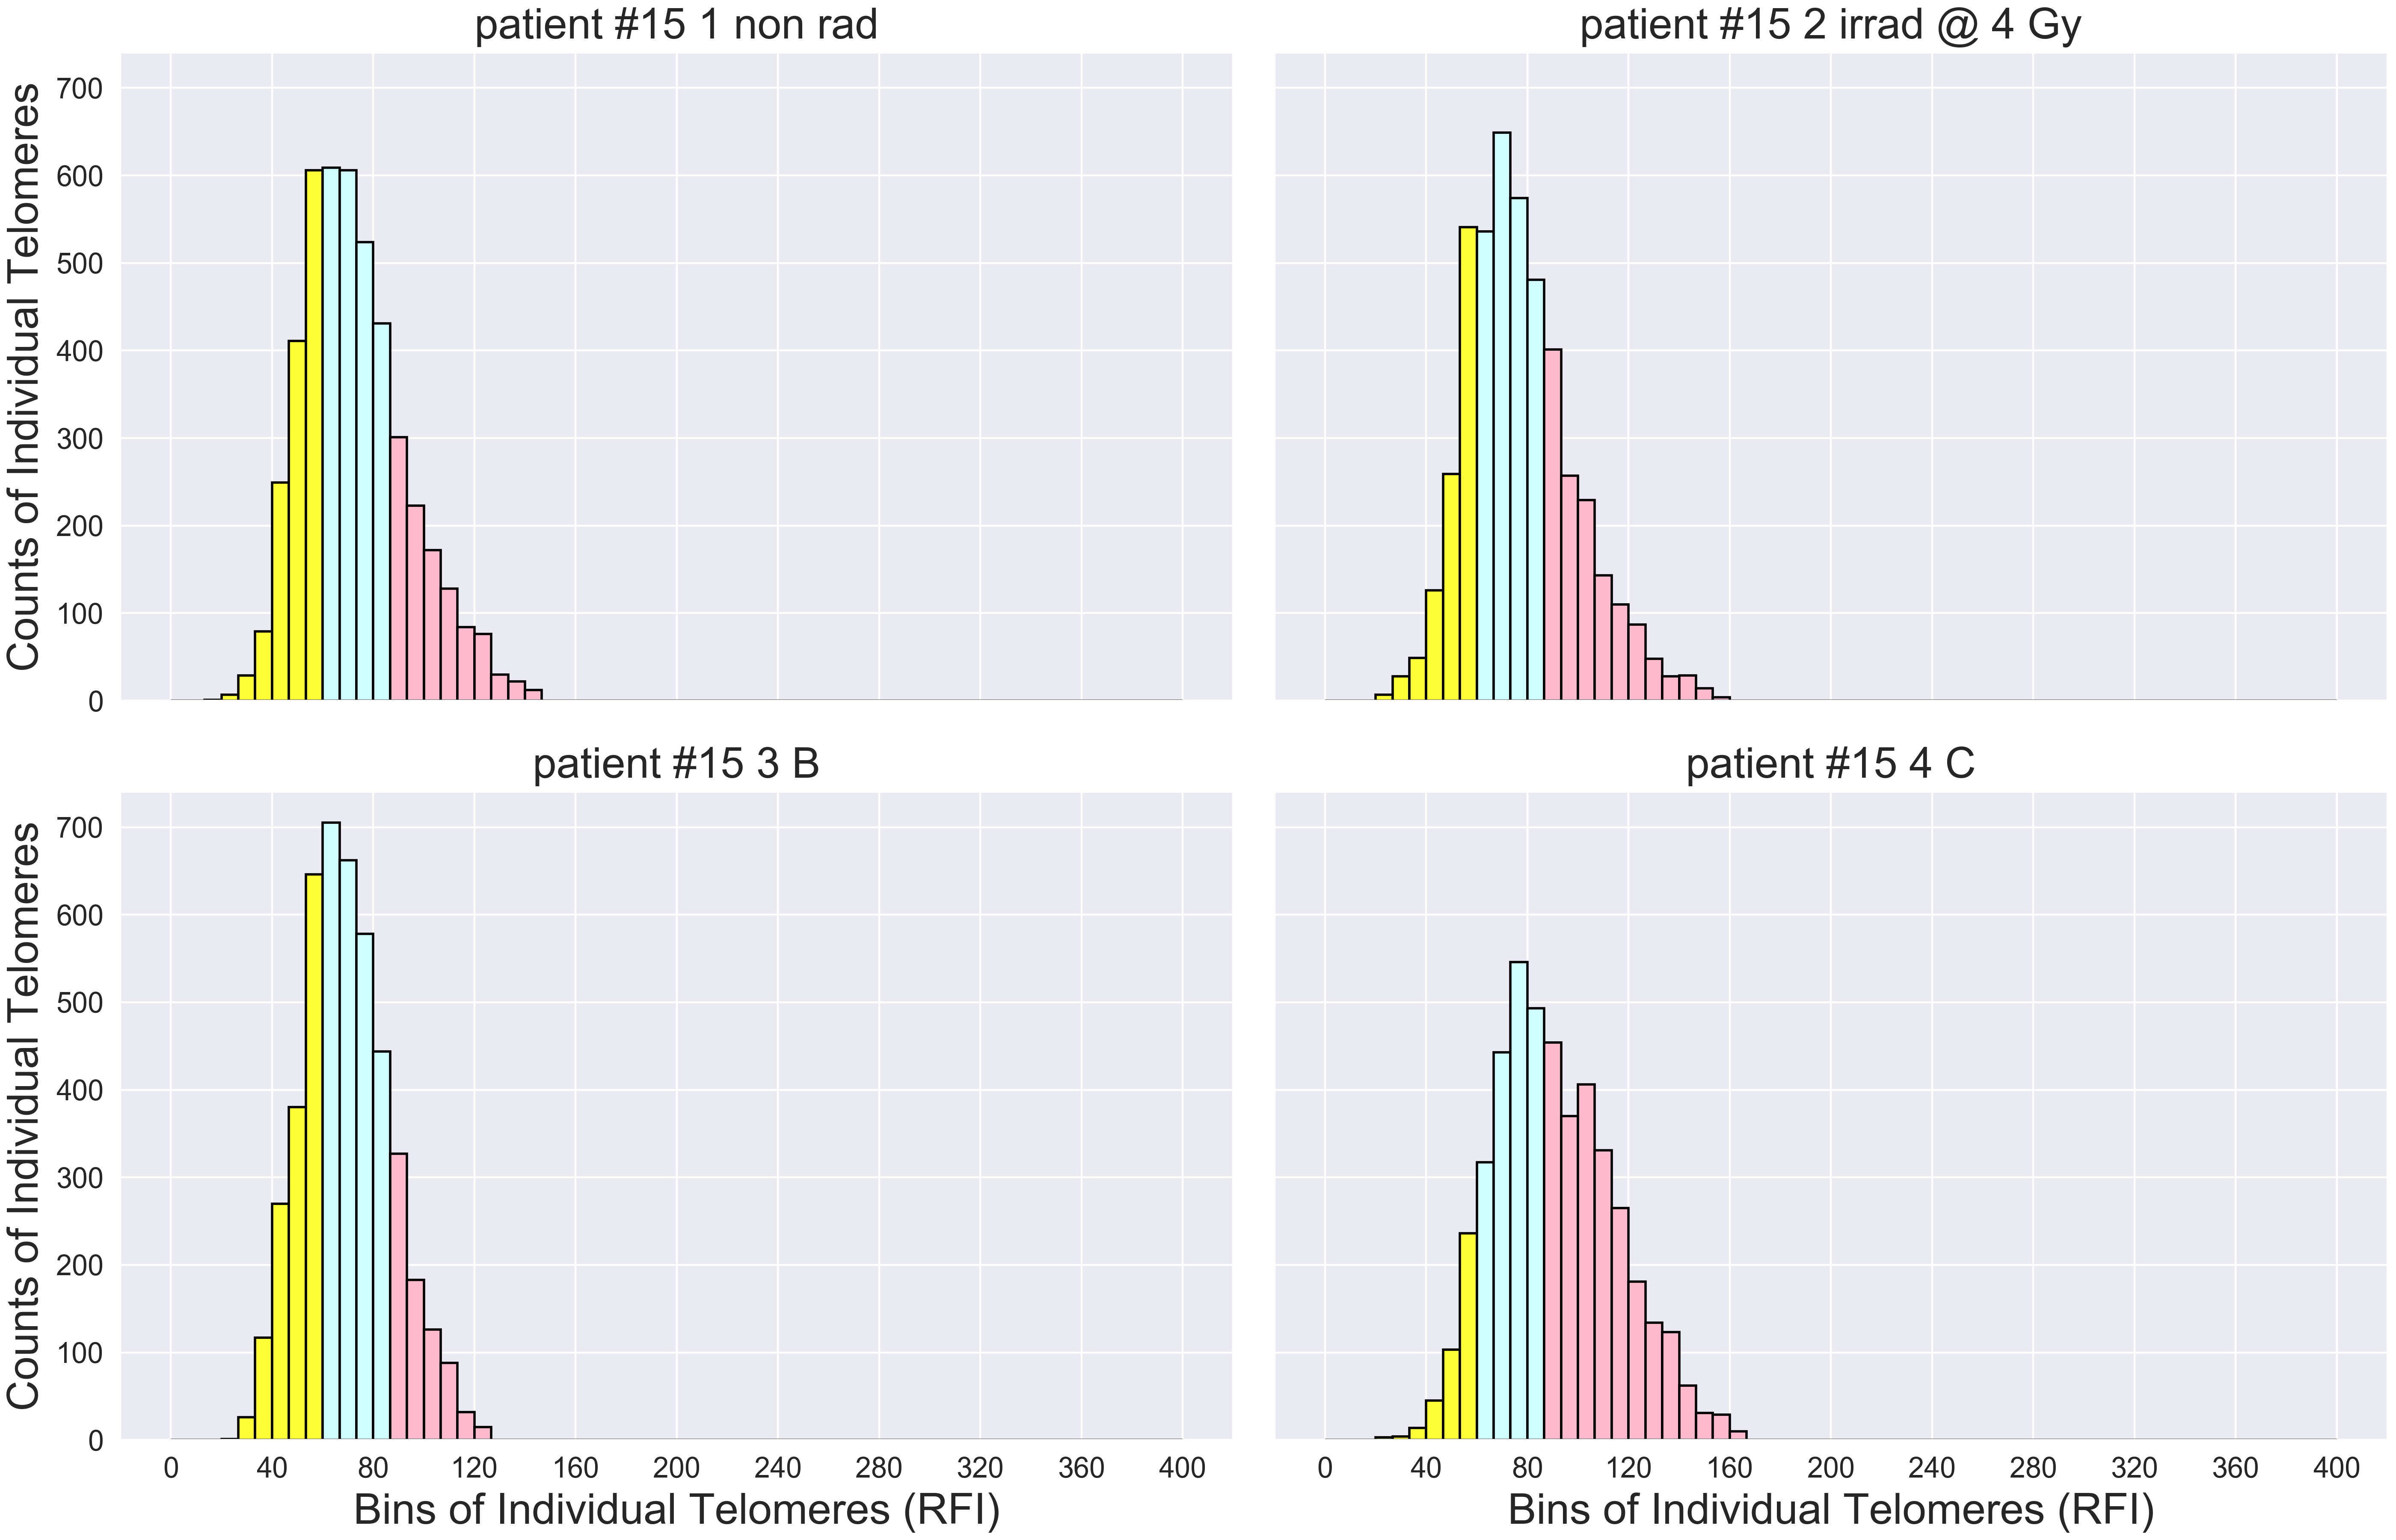 patient #15 1 non rad
patient #15 2 irrad @ 4 Gy
Counts of Individual Telomeres
700
600
500
400
300
200
100
0
patient #15 3 B
patient #15 4 C
Counts of Individual Telomeres
700
600
500
400
300
200
100
0
0 40 80 120 160 200 240 280 320 360 400
0 40 80 120 160 200 240 280 320 360 400
Bins of Individual Telomeres (RFI)
Bins of Individual Telomeres (RFI)